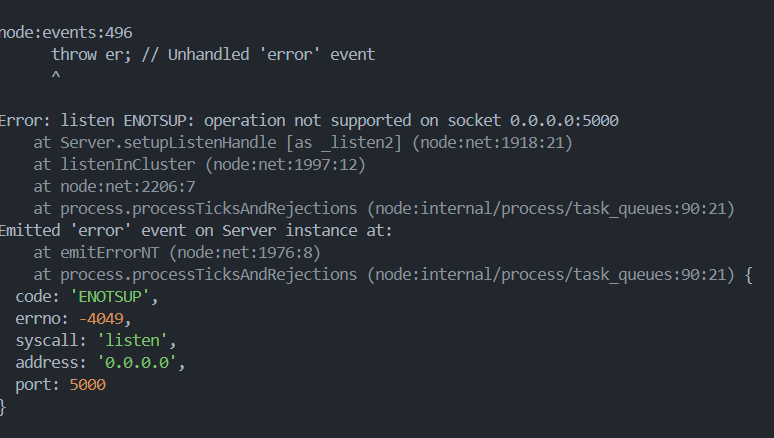 node:events:496
      throw er; // Unhandled 'error' event
      ^
Error: listen ENOTSUP: operation not supported on socket 0.0.0.0:5000
    at Server.setupListenHandle [as _listen2] (node:net:1918:21)
    at listenInCluster (node:net:1997:12)
    at node:net:2206:7
    at process.processTicksAndRejections (node:internal/process/task_queues:90:21)
Emitted 'error' event on Server instance at:
    at emitErrorNT (node:net:1976:8)
    at process.processTicksAndRejections (node:internal/process/task_queues:90:21) {
  code: 'ENOTSUP',
  errno: -4049,
  syscall: 'listen',
  address: '0.0.0.0',
  port: 5000
}